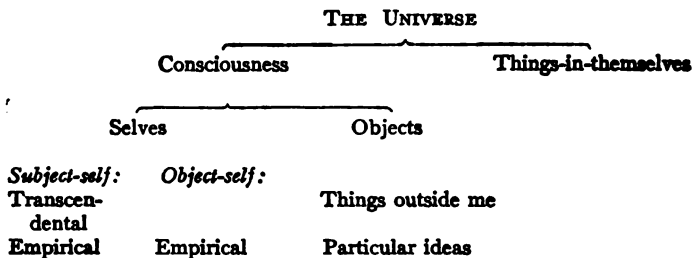 THE UNIVERSE
Consciousness Things-in-themselves
Selves Objects
Subject-self: Object-self:
Transcen- Things outside me
dental
Empirical Empirical Particular ideas